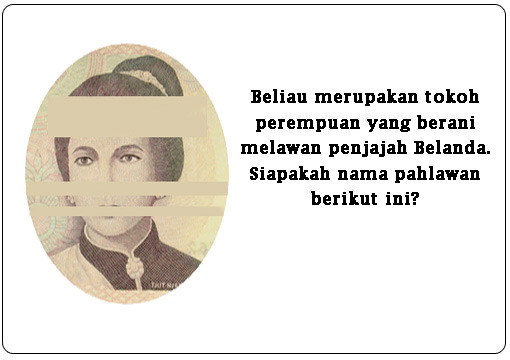 Beliau merupakan tokoh
perempuan yang berani
melawan penjajah Belanda.
Siapakah nama pahlawan
berikut ini?